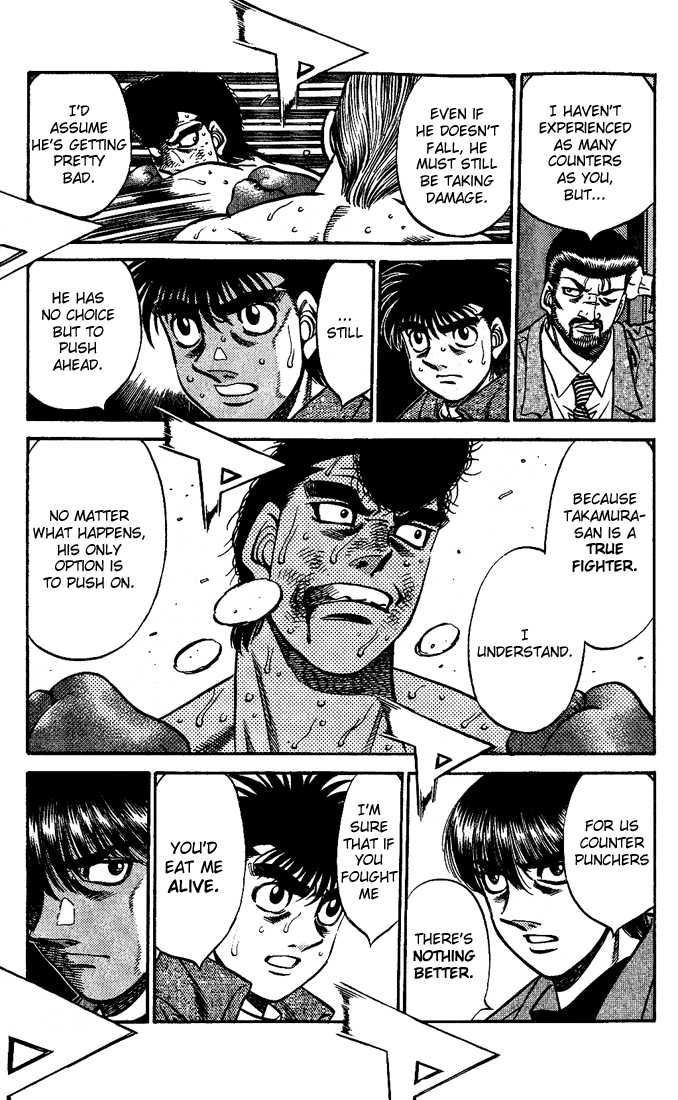 I HAVEN'T
EXPERIENCED
AS MANY
COUNTERS
AS YOU,
BUT...
EVEN IF
HE DOESN'T
FALL, HE
MUST STILL
BE TAKING
DAMAGE.
I'D
ASSUME
HE'S GETTING
PRETTY
BAD.
...
STILL
HE HAS
NO CHOICE
BUT TO
PUSH
AHEAD.
BECAUSE
TAKAMURA-
SAN IS A
TRUE
FIGHTER.
I
UNDERSTAND.
NO MATTER
WHAT HAPPENS,
HIS ONLY
OPTION IS
TO PUSH ON.
FOR US
COUNTER
PUNCHERS
THERE'S
NOTHING
BETTER.
I'M
SURE
THAT IF
YOU
FOUGHT
ME
YOU'D
EAT ME
ALIVE.